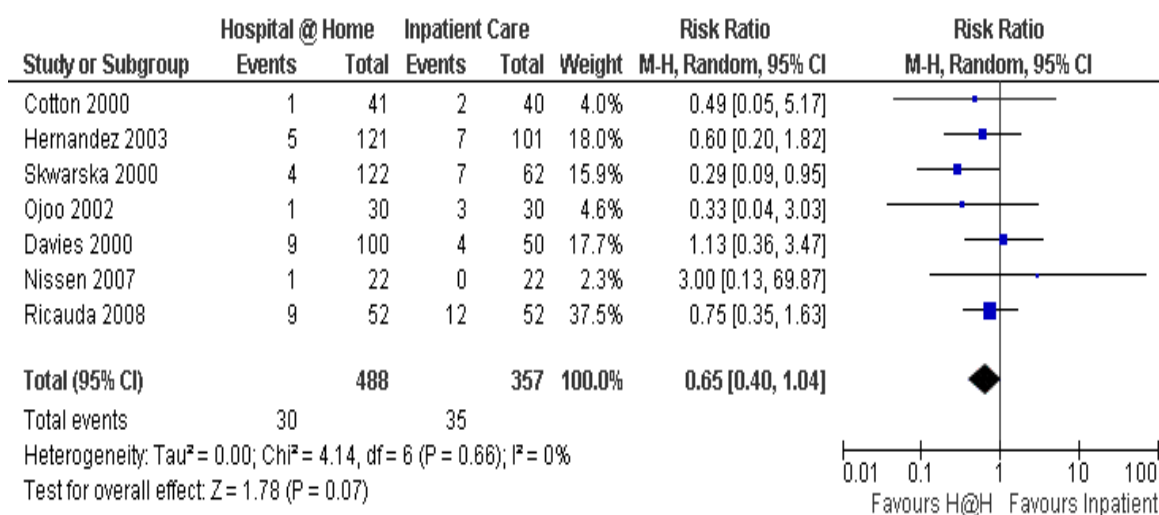 Hospital @ Home Inpatient Care Risk Ratio Risk Ratio
Study or Subgroup Events Total Events Total Weight M-H, Random, 95% CI M-H, Random, 95% CI
Cotton 2000 1 41 2 40 4.0% 0.49 [0.05, 5.17]
Hernandez 2003 5 121 7 101 18.0% 0.60 [0.20, 1.82]
Skwarska 2000 4 122 7 62 15.9% 0.29 [0.09, 0.95]
Ojoo 2002 1 30 3 30 4.6% 0.33 [0.04, 3.03]
Davies 2000 9 100 4 50 17.7% 1.13 [0.36, 3.47]
Nissen 2007 1 22 0 22 2.3% 3.00 [0.13, 69.87]
Ricauda 2008 9 52 12 52 37.5% 0.75 [0.35, 1.63]
Total (95% CI) 488 357 100.0% 0.65 [0.40, 1.04]
Total events 30 35
Heterogeneity: Tau² = 0.00; Chi² = 4.14, df = 6 (P = 0.66); I² = 0%
Test for overall effect: Z = 1.78 (P = 0.07)
0.01 0.1 1 10 100
Favours H@H Favours Inpatient